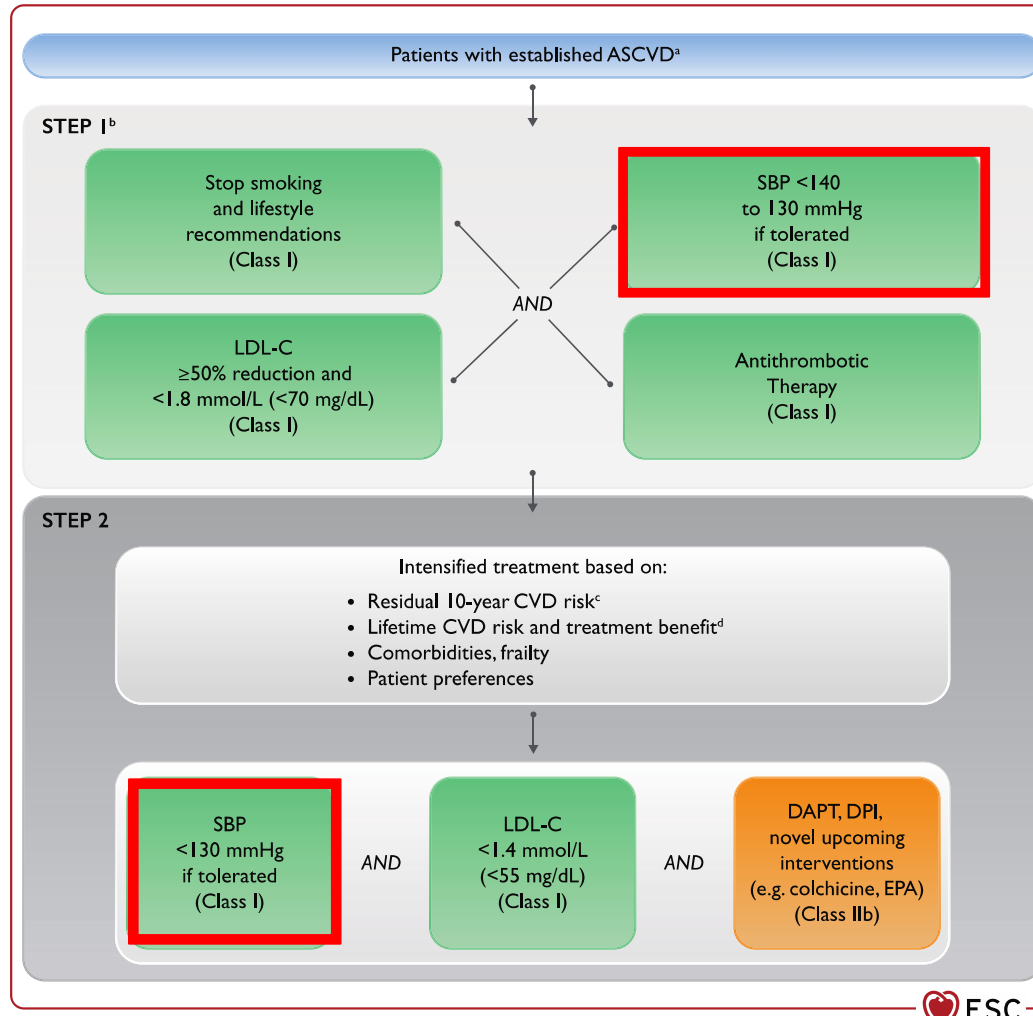 Patients with established ASCVDᵃ
STEP 1ᵇ
Stop smoking
and lifestyle
recommendations
(Class I)
SBP <140
to 130 mmHg
if tolerated
(Class I)
AND
LDL-C
≥50% reduction and
<1.8 mmol/L (<70 mg/dL)
(Class I)
Antithrombotic
Therapy
(Class I)
STEP 2
Intensified treatment based on:
• Residual 10-year CVD riskᶜ
• Lifetime CVD risk and treatment benefitᵈ
• Comorbidities, frailty
• Patient preferences
SBP
<130 mmHg
if tolerated
(Class I)
AND
LDL-C
<1.4 mmol/L
(<55 mg/dL)
(Class I)
AND
DAPT, DPI,
novel upcoming
interventions
(e.g. colchicine, EPA)
(Class IIb)
ESC